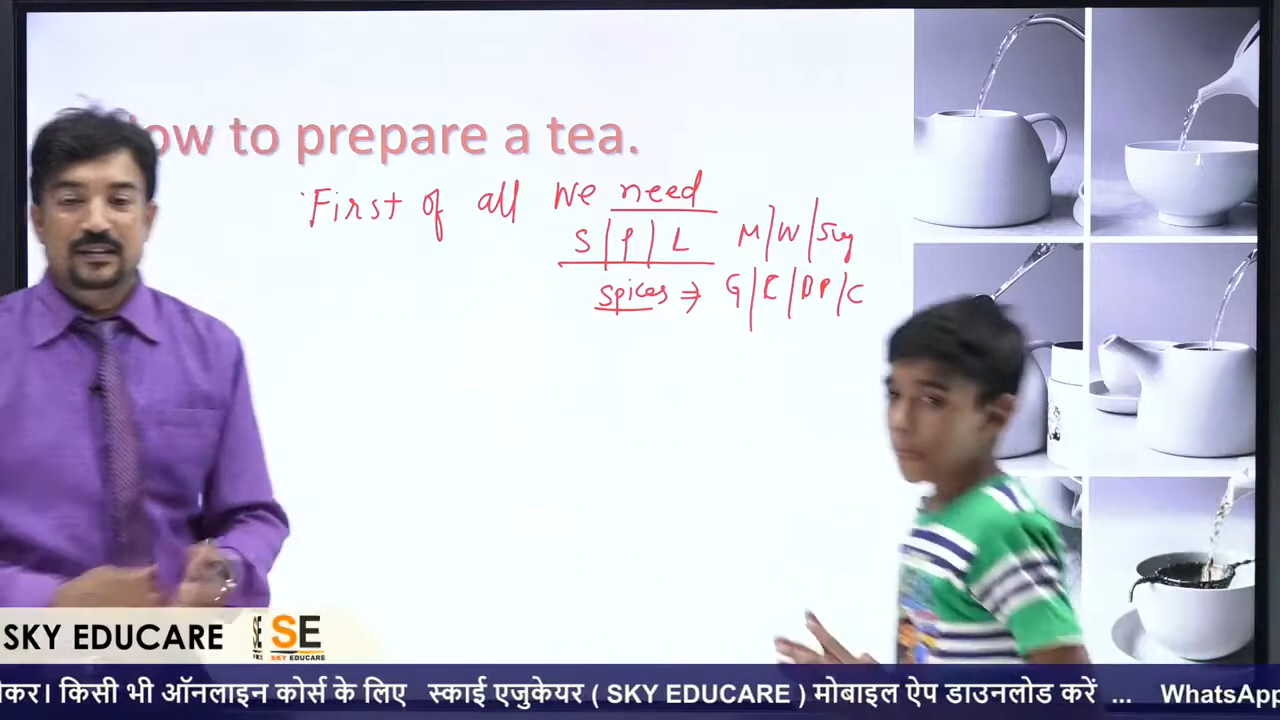 ow to prepare a tea.
First of all we need
S | P | L M | W | Sug
spices ⇒ G | E | DP | C
SKY EDUCARE SE
SKY EDUCARE
ीकर। किसी भी ऑनलाइन कोर्स के लिए स्काई एजुकेयर ( SKY EDUCARE ) मोबाइल ऐप डाउनलोड करें ... WhatsApp